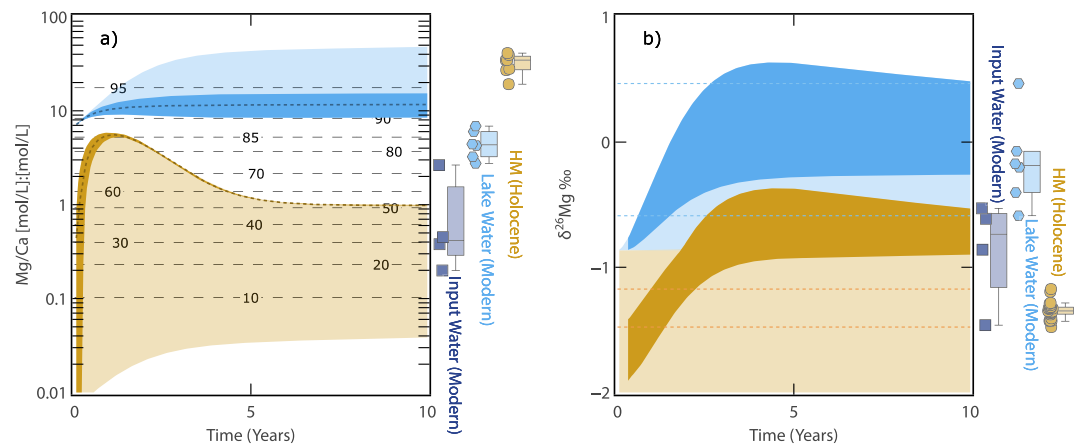 a)
100
10
1
0.1
0.01
Mg/Ca [mol/L]:[mol/L]
95
90
85
80
70
60
50
40
30
20
10
0
5
10
Time (Years)
Input Water (Modern)
Lake Water (Modern)
HM (Holocene)
b)
1
0
−1
−2
δ²⁶Mg ‰
0
5
10
Time (Years)
Input Water (Modern)
Lake Water (Modern)
HM (Holocene)